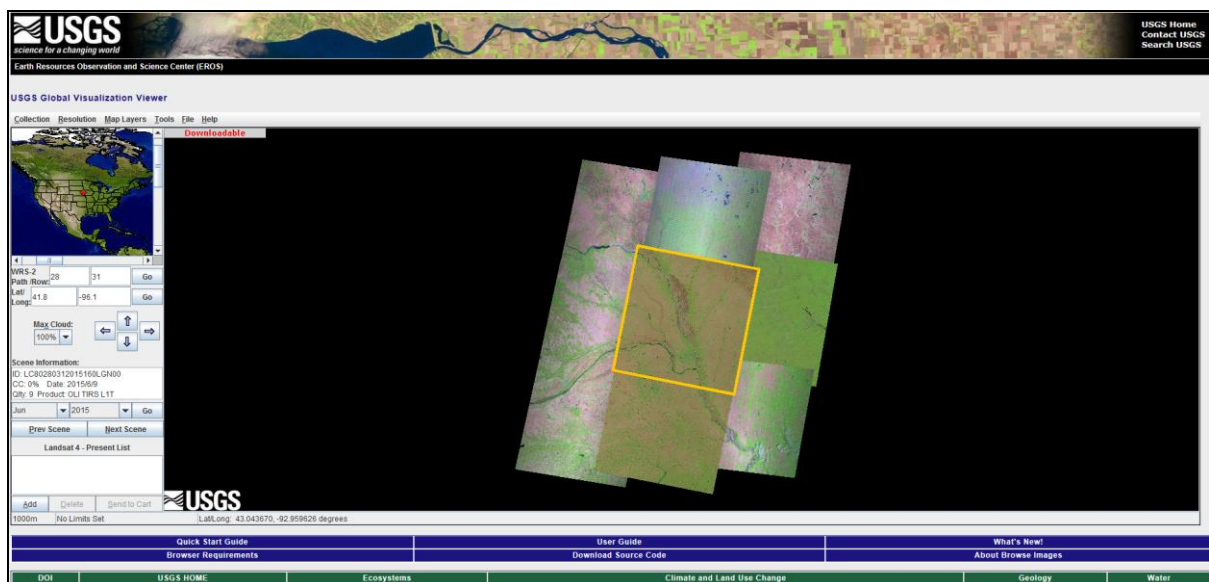 USGS
science for a changing world
USGS Home
Contact USGS
Search USGS
Earth Resources Observation and Science Center (EROS)
USGS Global Visualization Viewer
Collection Resolution Map Layers Tools File Help
Downloadable
WRS-2
Path /Row: 28 31 Go
Lat/
Long: 41.8 -96.1 Go
Max Cloud:
100%
Scene Information:
ID: LC80280312015160LGN00
CC: 0% Date: 2015/6/9
Qlty: 9 Product: OLI TIRS L1T
Jun 2015 Go
Prev Scene Next Scene
Landsat 4 - Present List
Add Delete Send to Cart
USGS
1000m No Limits Set Lat/Long: 43.043670, -92.959626 degrees
Quick Start Guide User Guide What's New!
Browser Requirements Download Source Code About Browse Images
DOI USGS HOME Ecosystems Climate and Land Use Change Geology Water